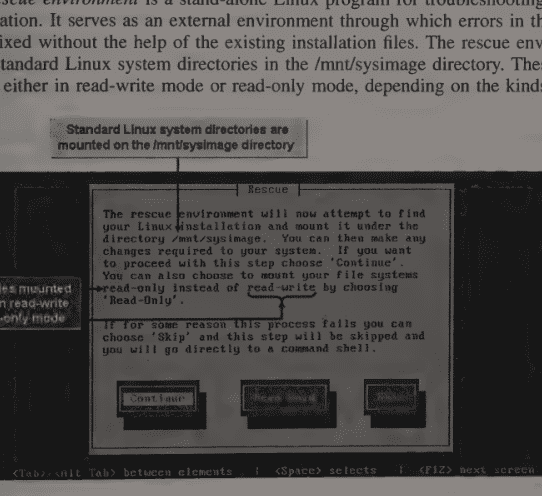 scue environment is a stand-alone Linux program for troubleshooting
ation. It serves as an external environment through which errors in th
ixed without the help of the existing installation files. The rescue env
tandard Linux system directories in the /mnt/sysimage directory. Thes
either in read-write mode or read-only mode, depending on the kinds
Standard Linux system directories are
mounted on the /mnt/sysimage directory
Rescue
The rescue environment will now attempt to find
your Linux installation and mount it under the
directory /mnt/sysimage. You can then make any
changes required to your system. If you want
to proceed with this step choose 'Continue'.
You can also choose to mount your file systems
read-only instead of read-write by choosing
'Read-Only'.
les mounted
n read-write
-only mode
If for some reason this process fails you can
choose 'Skip' and this step will be skipped and
you will go directly to a command shell.
Continue
Read-Only
<Tab>/<Alt Tab> between elements | <Space> selects | <F12> next screen